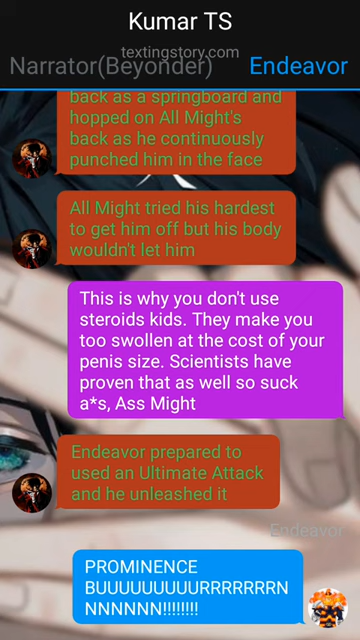 Kumar TS
textingstory.com
Narrator(Beyonder) Endeavor
back as a springboard and
hopped on All Might's
back as he continuously
punched him in the face
All Might tried his hardest
to get him off but his body
wouldn't let him
This is why you don't use
steroids kids. They make you
too swollen at the cost of your
penis size. Scientists have
proven that as well so suck
a*s, Ass Might
Endeavor prepared to
used an Ultimate Attack
and he unleashed it
Endeavor
PROMINENCE
BUUUUUUUUURRRRRRRN
NNNNNN!!!!!!!!